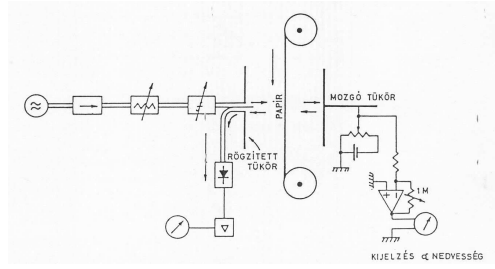 PAPÍR
MOZGÓ TÜKÖR
RÖGZÍTETT
TÜKÖR
1M
KIJELZÉS α NEDVESSÉG